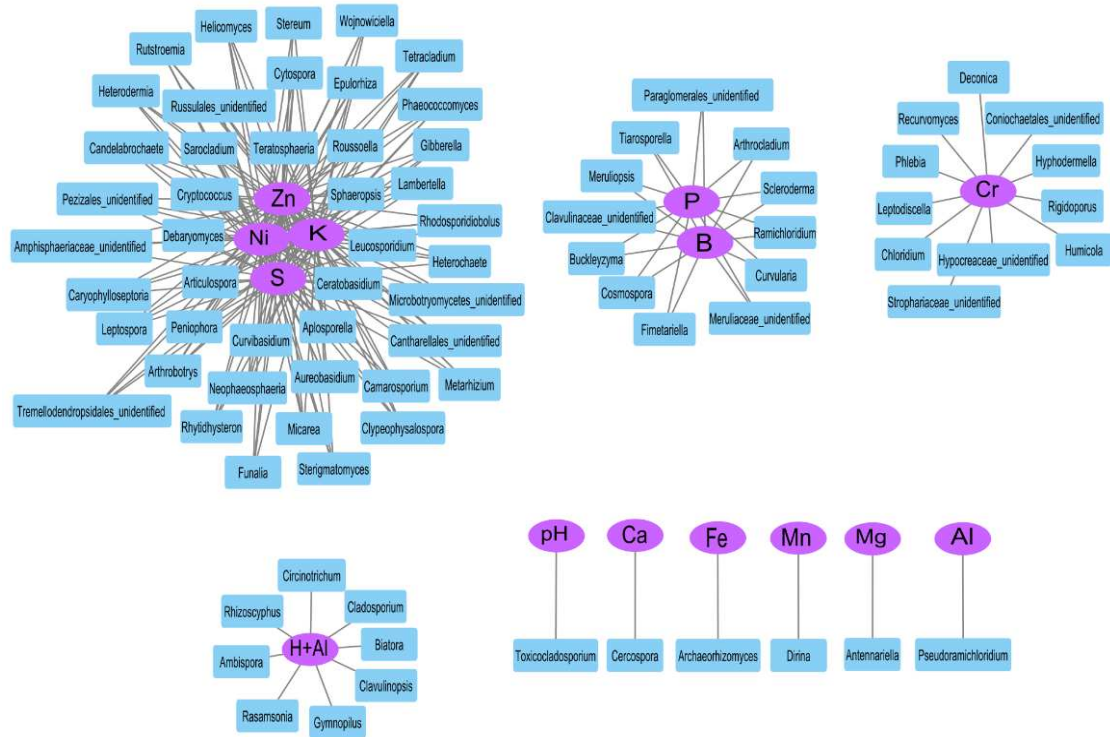 Helicomyces
Stereum
Wojnowiciella
Rutstroemia
Tetracladium
Cytospora
Epulorhiza
Heterodermia
Russulales_unidentified
Phaeococcomyces
Candelabrochaete
Sarocladium
Teratosphaeria
Roussoella
Gibberella
Pezizales_unidentified
Cryptococcus
Zn
Sphaeropsis
Lambertella
Rhodosporidiobolus
Amphisphaeriaceae_unidentified
Debaryomyces
Ni
K
Leucosporidium
Heterochaete
Caryophylloseptoria
Articulospora
S
Ceratobasidium
Microbotryomycetes_unidentified
Leptospora
Peniophora
Curvibasidium
Aplosporella
Cantharellales_unidentified
Arthrobotrys
Neophaeosphaeria
Aureobasidium
Camarosporium
Metarhizium
Tremellodendropsidales_unidentified
Rhytidhysteron
Micarea
Clypeophysalospora
Funalia
Sterigmatomyces
Paraglomerales_unidentified
Tiarosporella
Arthrocladium
Meruliopsis
Scleroderma
P
Clavulinaceae_unidentified
Ramichloridium
B
Buckleyzyma
Curvularia
Cosmospora
Meruliaceae_unidentified
Fimetariella
Deconica
Recurvomyces
Coniochaetales_unidentified
Phlebia
Hyphodermella
Cr
Leptodiscella
Rigidoporus
Chloridium
Hypocreaceae_unidentified
Humicola
Strophariaceae_unidentified
Circinotrichum
Rhizoscyphus
Cladosporium
H+Al
Biatora
Ambispora
Clavulinopsis
Rasamsonia
Gymnopilus
pH
Ca
Fe
Mn
Mg
Al
Toxicocladosporium
Cercospora
Archaeorhizomyces
Dirina
Antennariella
Pseudoramichloridium